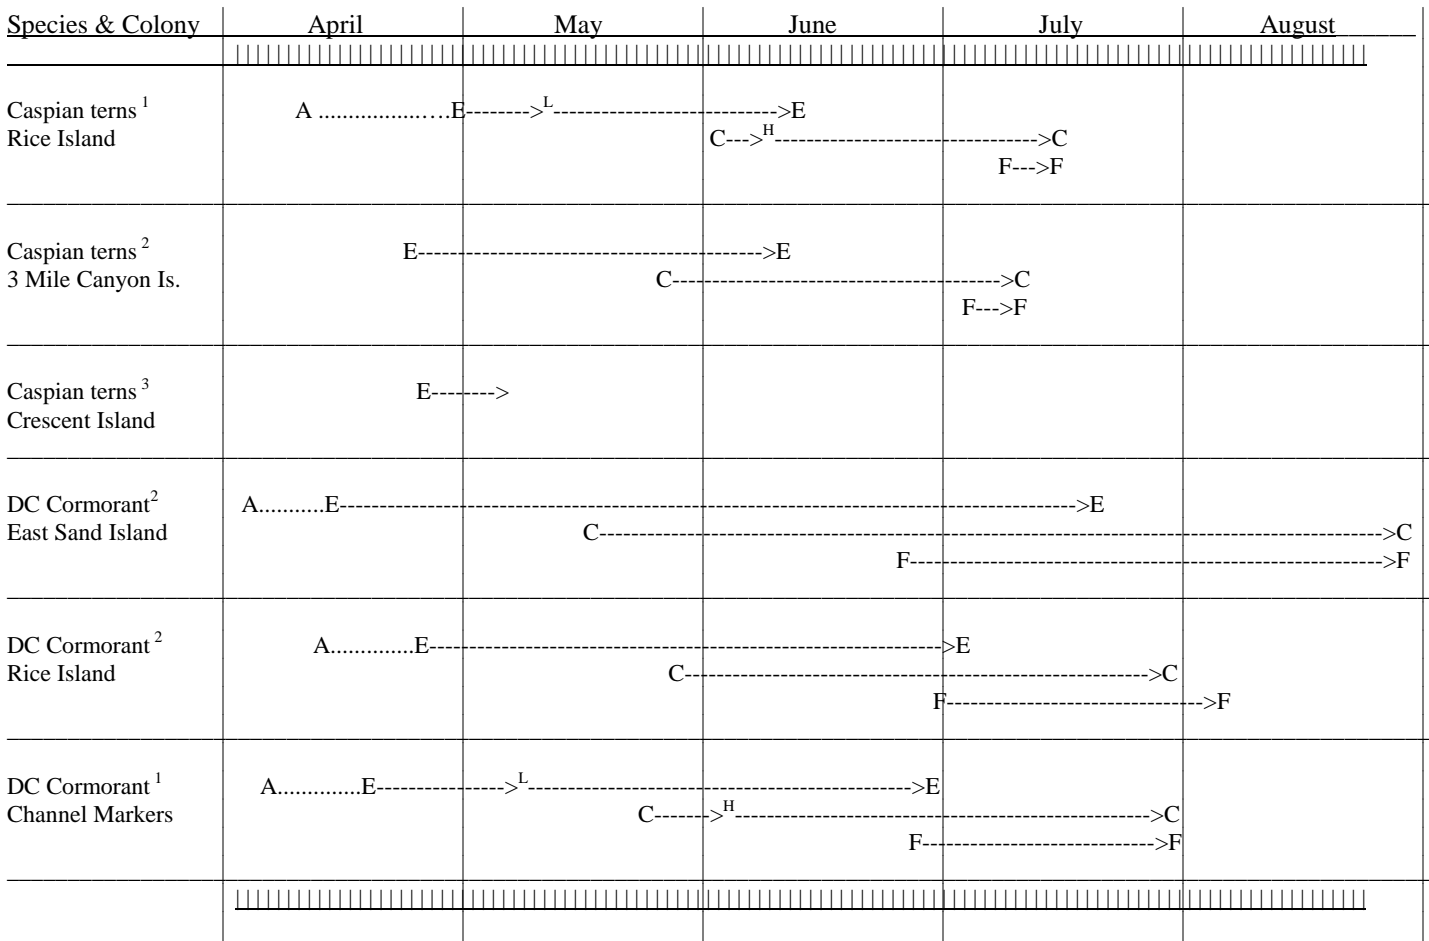 Species & Colony April May June July August
Caspian terns 1 A ..................….E-------->L----------------------------->E
Rice Island C--->H---------------------------------->C
F--->F
Caspian terns 2 E-------------------------------------------->E
3 Mile Canyon Is. C------------------------------------------>C
F--->F
Caspian terns 3 E-------->
Crescent Island
DC Cormorant2 A...........E-------------------------------------------------------------------------------------------->E
East Sand Island C-------------------------------------------------------------------------------------------------->C
F----------------------------------------------------------->F
DC Cormorant 2 A..............E---------------------------------------------------------------->E
Rice Island C---------------------------------------------------------->C
F-------------------------------->F
DC Cormorant 1 A..............E---------------->L------------------------------------------------>E
Channel Markers C------->H---------------------------------------------------->C
F----------------------------->F